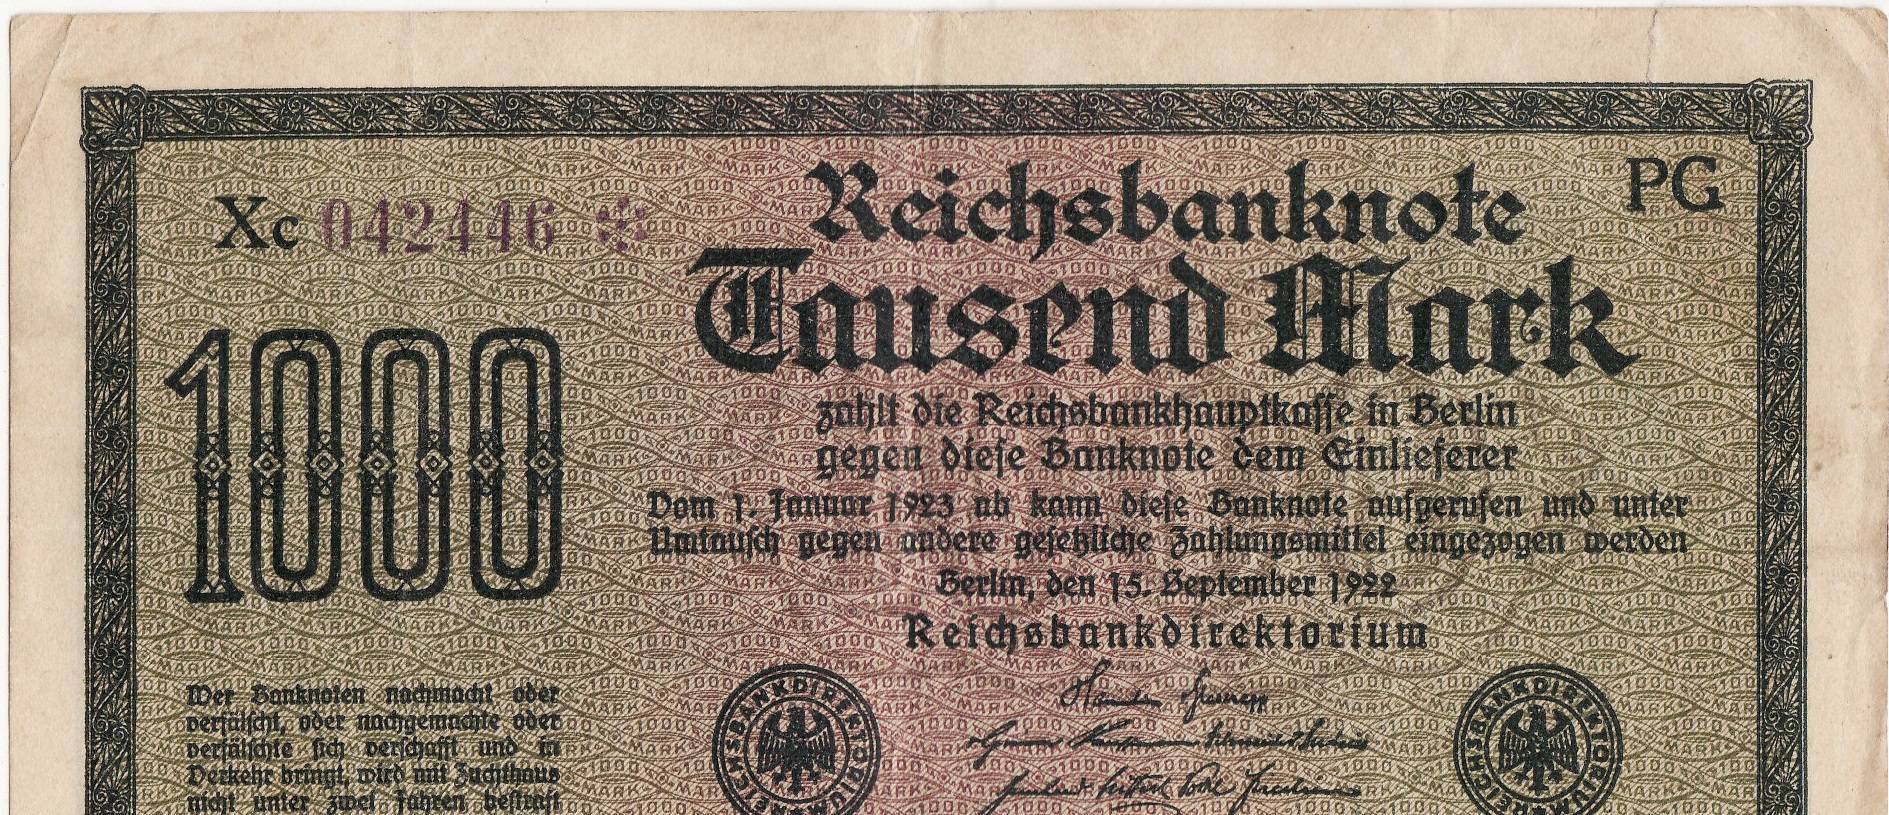 Xc 042446 *
Reichsbanknote
PG
Tausend Mark
1000
zahlt die Reichsbankhauptkasse in Berlin
gegen diese Banknote dem Einlieferer
Vom 1. Januar 1923 ab kann diese Banknote aufgerufen und unter
Umtausch gegen andere gesetzliche Zahlungsmittel eingezogen werden
Berlin, den 15. September 1922
Reichsbankdirektorium
Wer Banknoten nachmacht oder
verfälscht, oder nachgemachte oder
verfälschte sich verschafft und in
Verkehr bringt, wird mit Zuchthaus
nicht unter zwei Jahren bestraft
REICHSBANKDIREKTORIUM
REICHSBANKDIREKTORIUM